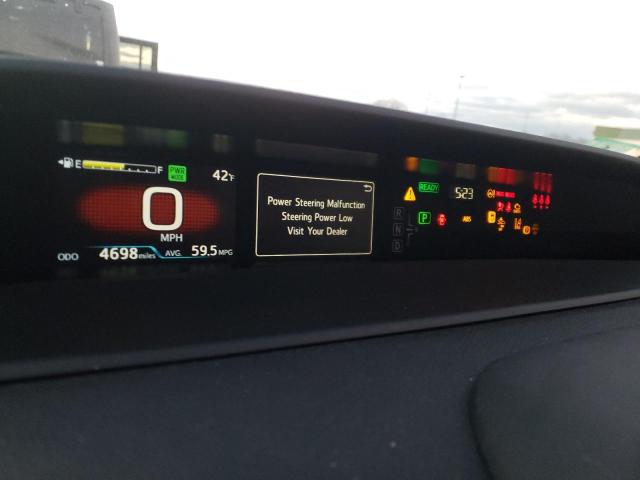 E F
PWR
MODE
42°F
0
MPH
ODO 4698 miles AVG. 59.5 MPG
Power Steering Malfunction
Steering Power Low
Visit Your Dealer
READY 5:23
R
N
D
P
ABS